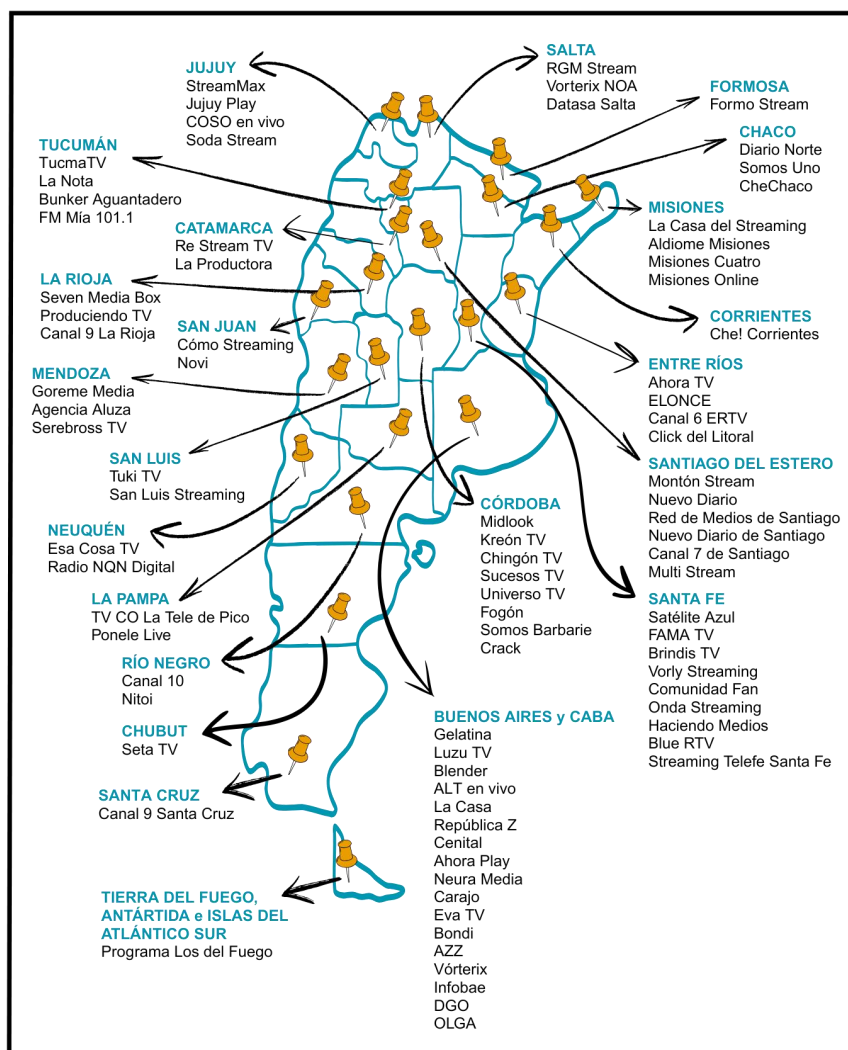 JUJUY
StreamMax
Jujuy Play
COSO en vivo
Soda Stream
SALTA
RGM Stream
Vorterix NOA
Datasa Salta
FORMOSA
Formo Stream
CHACO
Diario Norte
Somos Uno
CheChaco
TUCUMÁN
TucmaTV
La Nota
Bunker Aguantadero
FM Mía 101.1
CATAMARCA
Re Stream TV
La Productora
MISIONES
La Casa del Streaming
Aldiome Misiones
Misiones Cuatro
Misiones Online
LA RIOJA
Seven Media Box
Produciendo TV
Canal 9 La Rioja
SAN JUAN
Cómo Streaming
Novi
CORRIENTES
Che! Corrientes
MENDOZA
Goreme Media
Agencia Aluza
Serebross TV
ENTRE RÍOS
Ahora TV
ELONCE
Canal 6 ERTV
Click del Litoral
SAN LUIS
Tuki TV
San Luis Streaming
SANTIAGO DEL ESTERO
Montón Stream
Nuevo Diario
Red de Medios de Santiago
Nuevo Diario de Santiago
Canal 7 de Santiago
Multi Stream
NEUQUÉN
Esa Cosa TV
Radio NQN Digital
CÓRDOBA
Midlook
Kreón TV
Chingón TV
Sucesos TV
Universo TV
Fogón
Somos Barbarie
Crack
LA PAMPA
TV CO La Tele de Pico
Ponele Live
SANTA FE
Satélite Azul
FAMA TV
Brindis TV
Vorly Streaming
Comunidad Fan
Onda Streaming
Haciendo Medios
Blue RTV
Streaming Telefe Santa Fe
RÍO NEGRO
Canal 10
Nitoi
CHUBUT
Seta TV
BUENOS AIRES y CABA
Gelatina
Luzu TV
Blender
ALT en vivo
La Casa
República Z
Cenital
Ahora Play
Neura Media
Carajo
Eva TV
Bondi
AZZ
Vórterix
Infobae
DGO
OLGA
SANTA CRUZ
Canal 9 Santa Cruz
TIERRA DEL FUEGO,
ANTÁRTIDA e ISLAS DEL
ATLÁNTICO SUR
Programa Los del Fuego